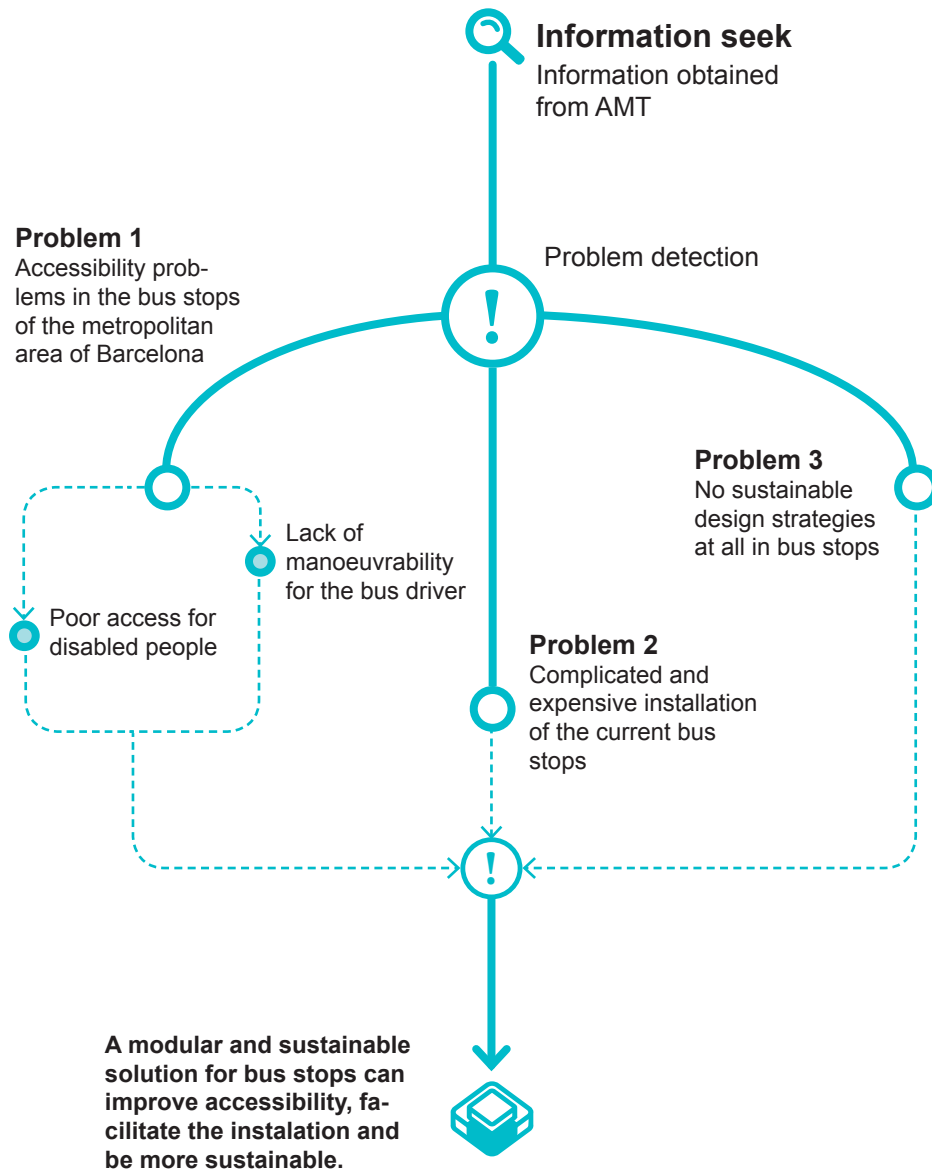 Information seek
Information obtained
from AMT
Problem 1
Accessibility prob-
lems in the bus stops
of the metropolitan
area of Barcelona
Problem detection
!
Problem 3
No sustainable
design strategies
at all in bus stops
Lack of
manoeuvrability
for the bus driver
Poor access for
disabled people
Problem 2
Complicated and
expensive installation
of the current bus
stops
!
A modular and sustainable
solution for bus stops can
improve accessibility, fa-
cilitate the instalation and
be more sustainable.